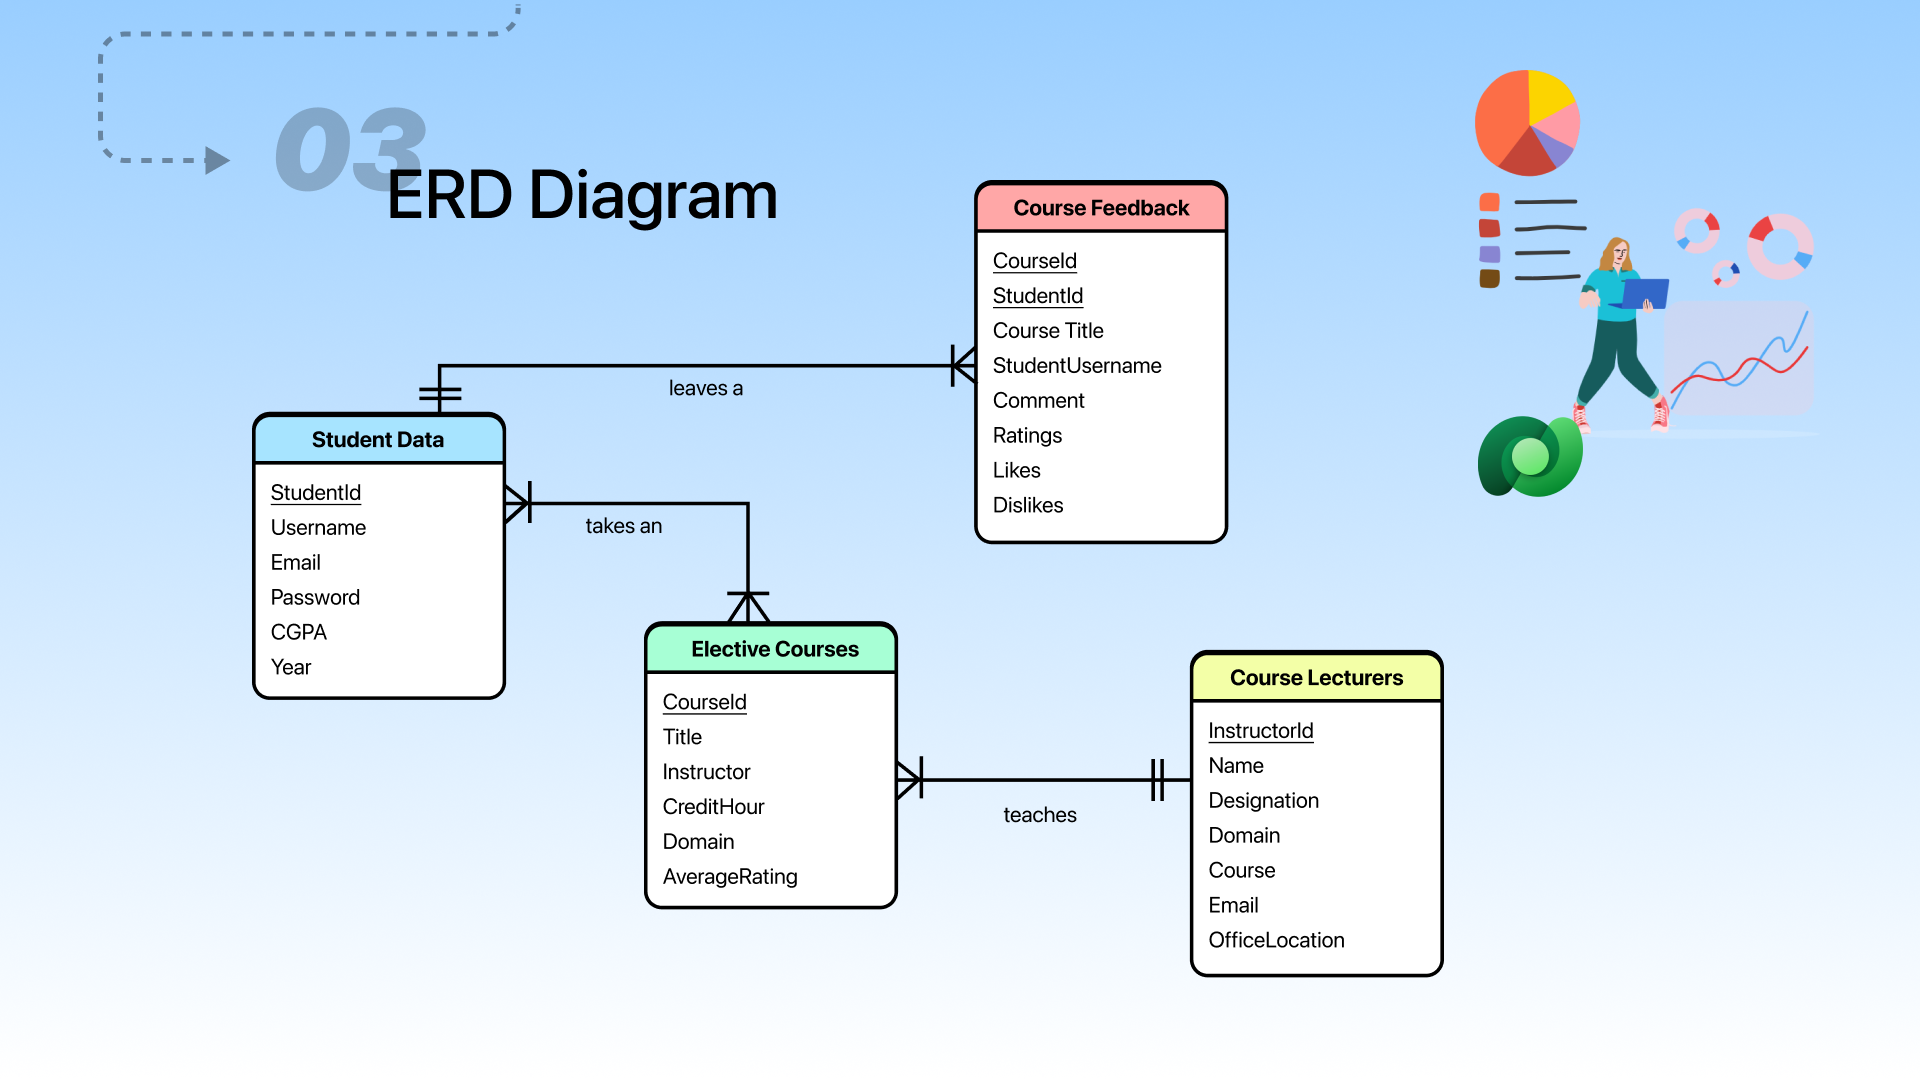 03
ERD Diagram
Course Feedback
CourseId
StudentId
Course Title
StudentUsername
Comment
Ratings
Likes
Dislikes
leaves a
Student Data
StudentId
Username
Email
Password
CGPA
Year
takes an
Elective Courses
CourseId
Title
Instructor
CreditHour
Domain
AverageRating
teaches
Course Lecturers
InstructorId
Name
Designation
Domain
Course
Email
OfficeLocation